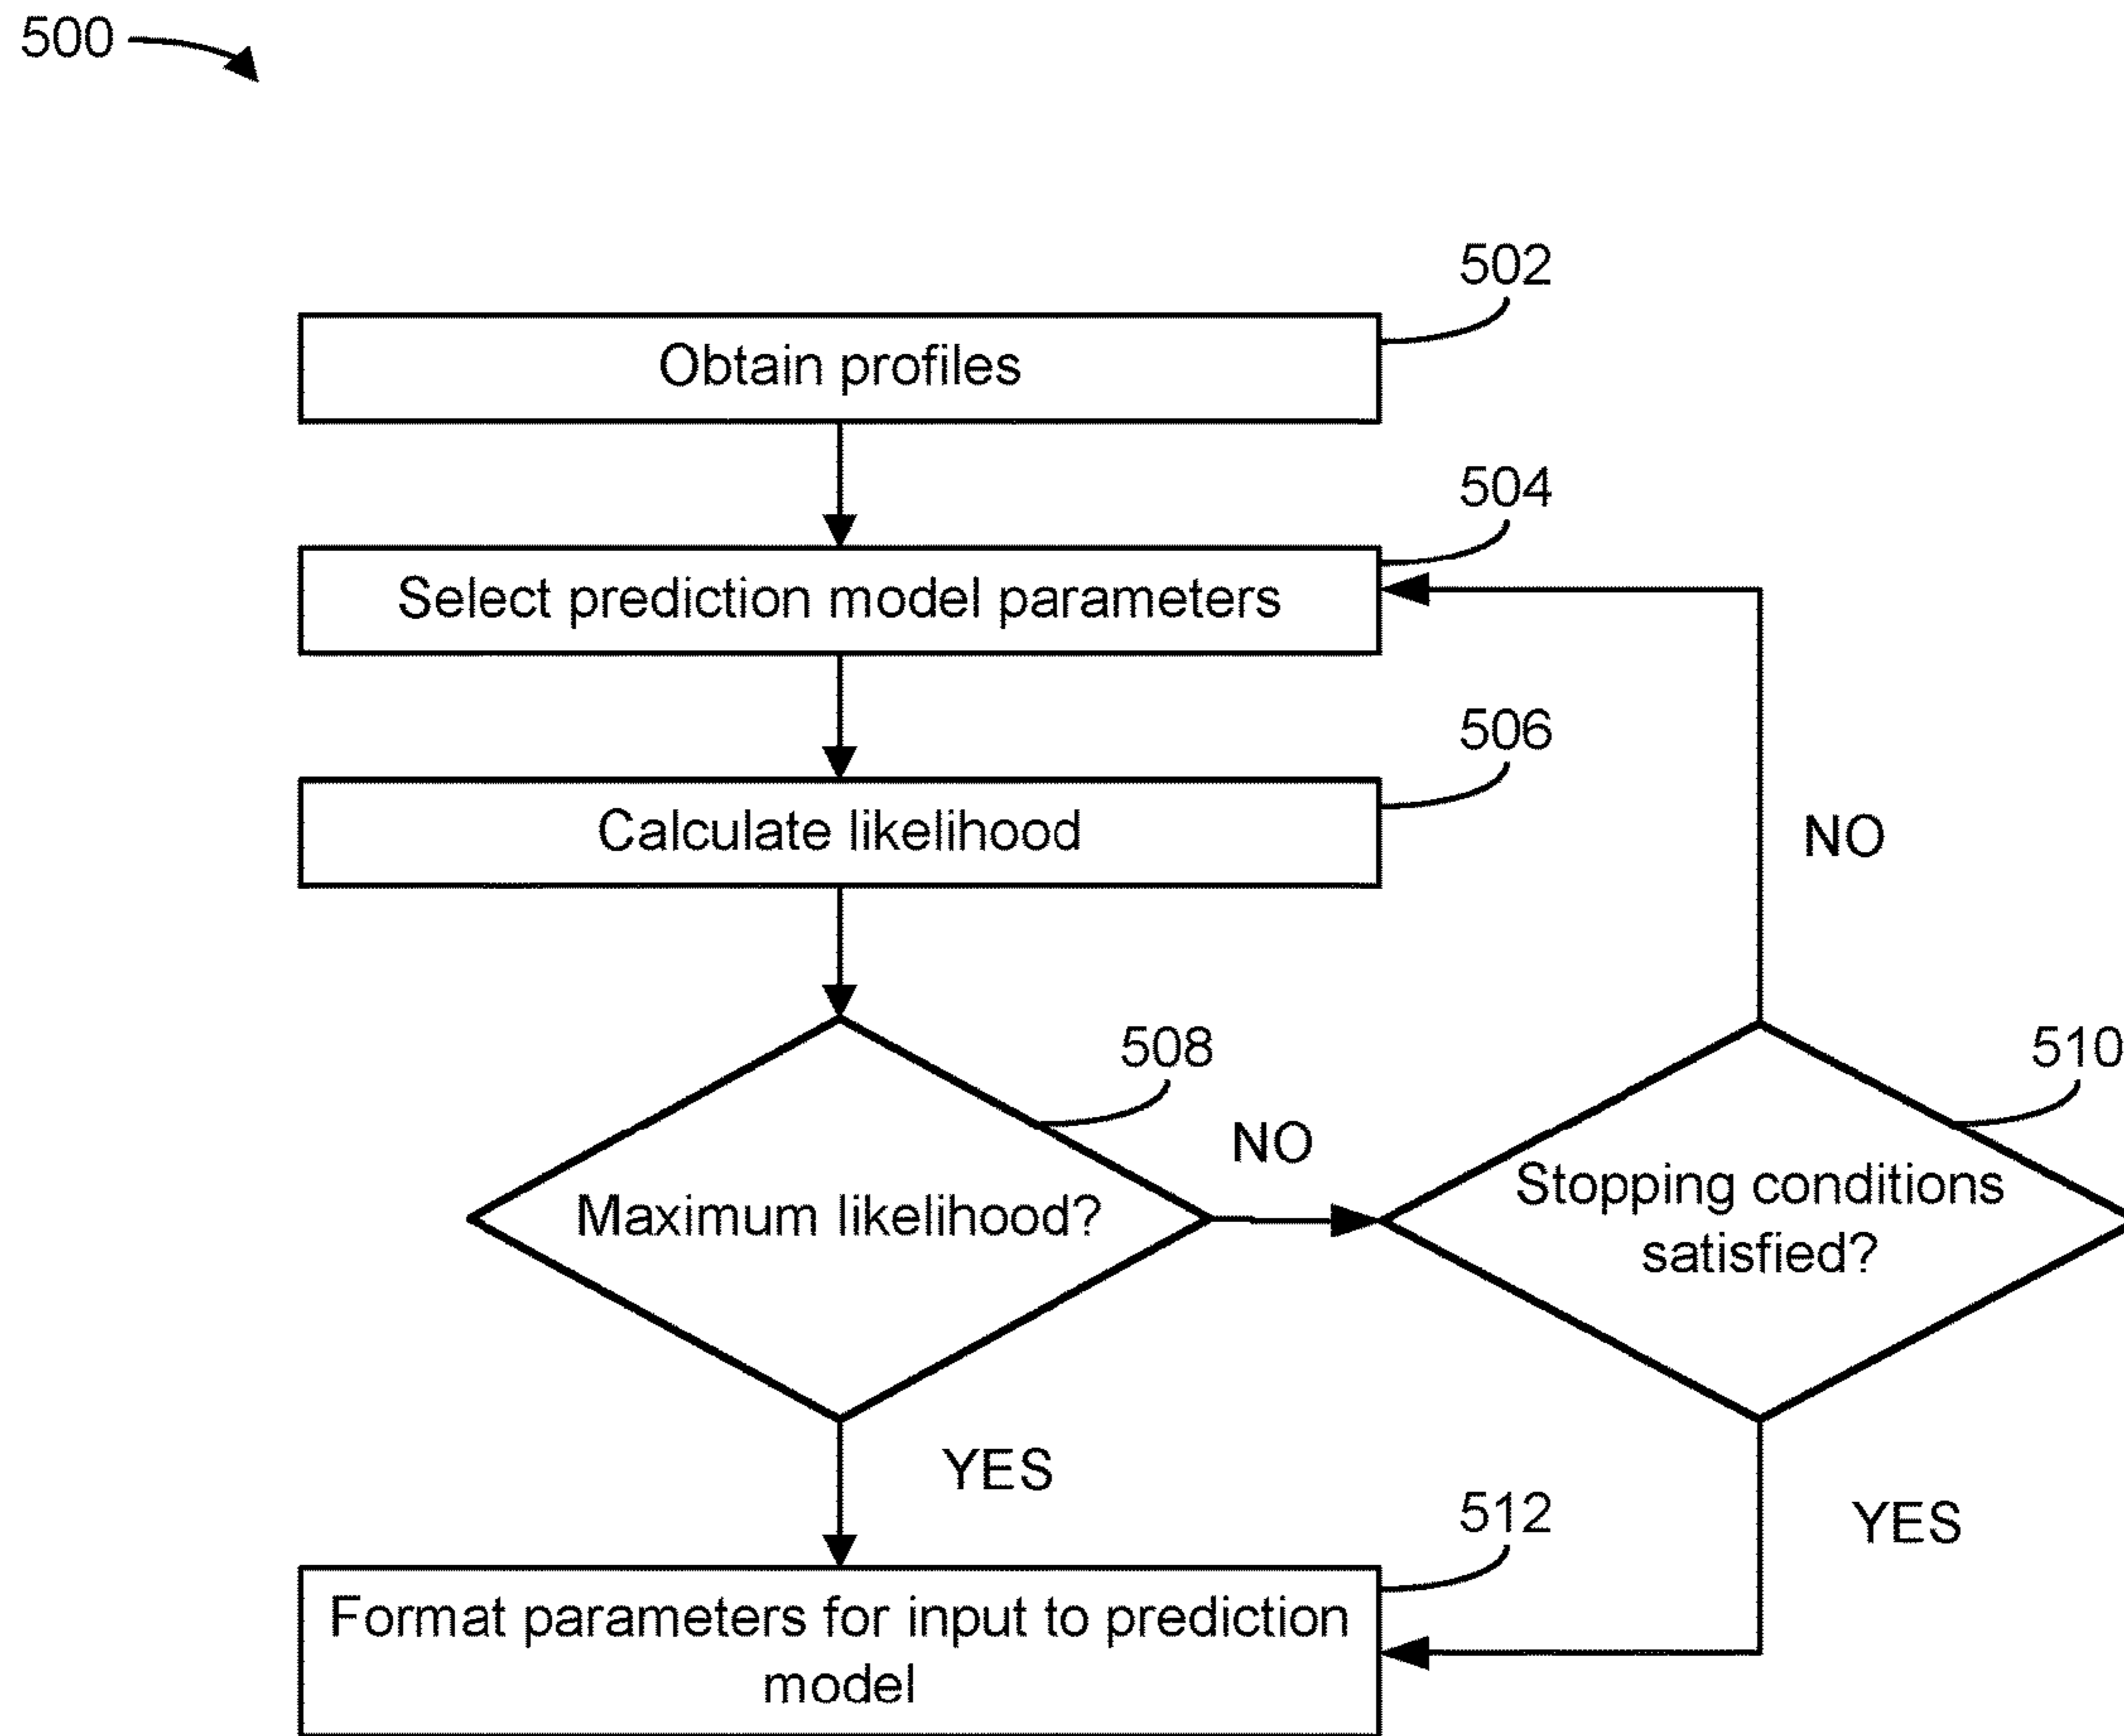 500
502
Obtain profiles
504
Select prediction model parameters
506
Calculate likelihood
NO
508
510
NO
Maximum likelihood?
Stopping conditions
satisfied?
YES
512
YES
Format parameters for input to prediction
model